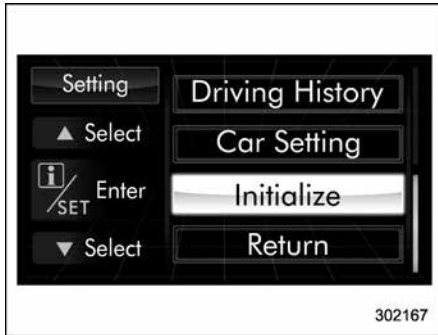 Setting
▲ Select
i/SET Enter
▼ Select
Driving History
Car Setting
Initialize
Return
302167